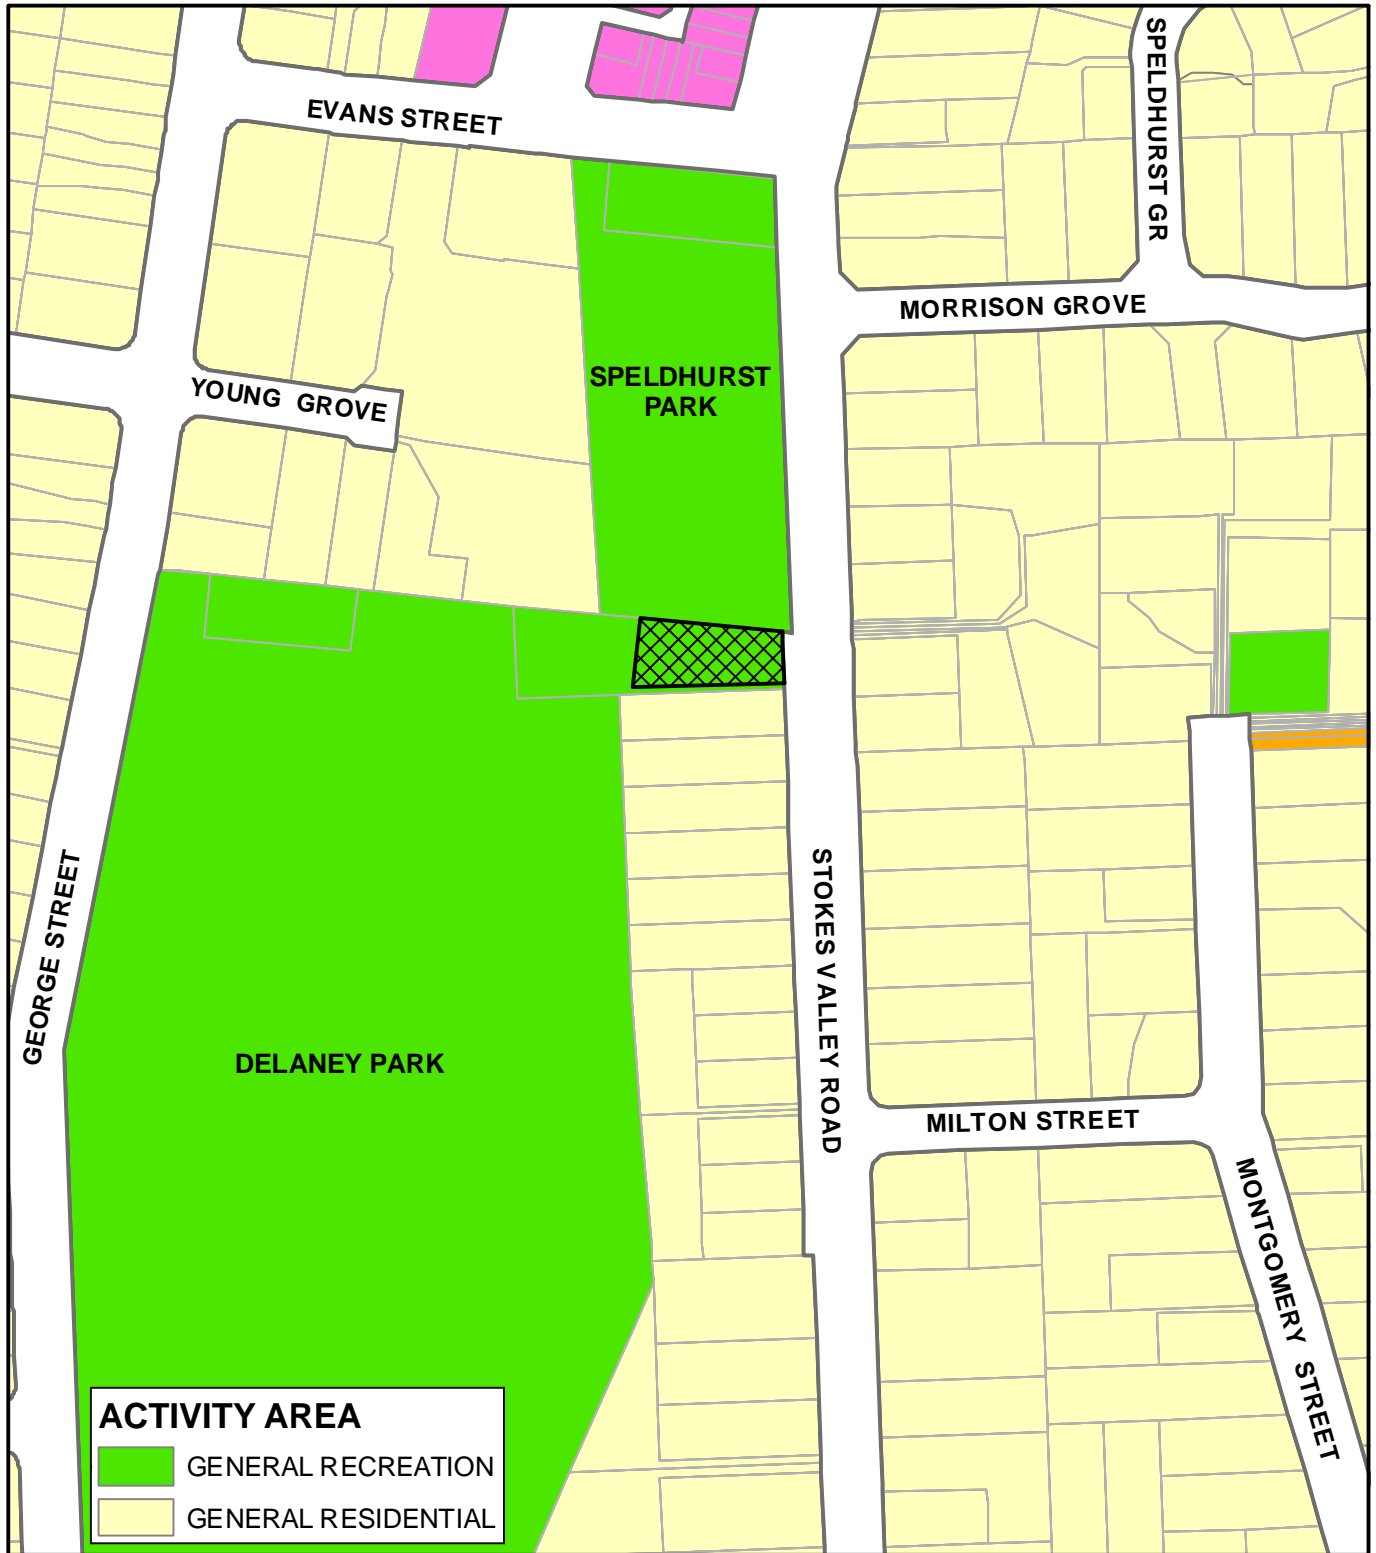 SPELDHURST GR
EVANS STREET
MORRISON GROVE
SPELDHURST
PARK
YOUNG GROVE
STOKES VALLEY ROAD
GEORGE STREET
DELANEY PARK
MILTON STREET
MONTGOMERY STREET
ACTIVITY AREA
GENERAL RECREATION
GENERAL RESIDENTIAL